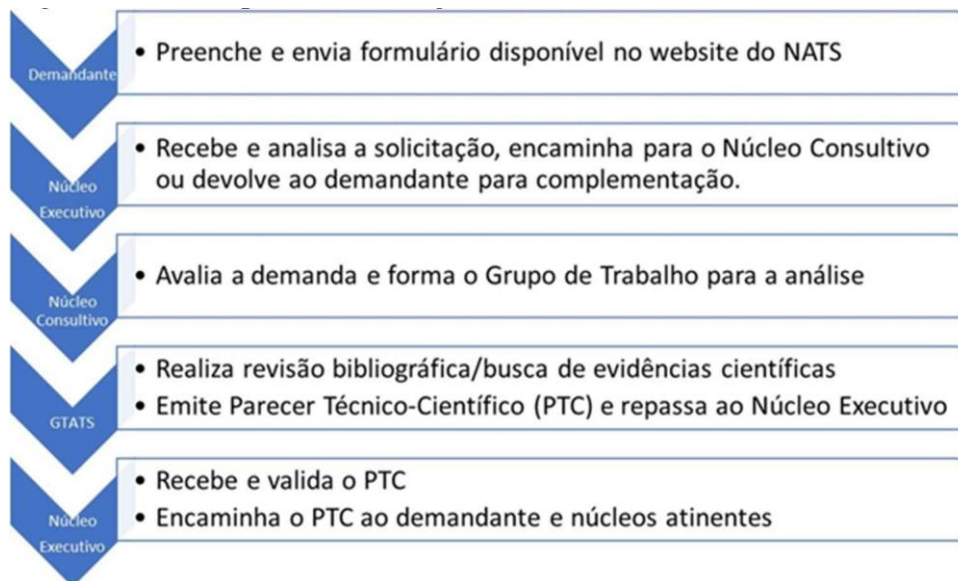 Demandante
• Preenche e envia formulário disponível no website do NATS
Núcleo
Executivo
• Recebe e analisa a solicitação, encaminha para o Núcleo Consultivo
ou devolve ao demandante para complementação.
Núcleo
Consultivo
• Avalia a demanda e forma o Grupo de Trabalho para a análise
GTATS
• Realiza revisão bibliográfica/busca de evidências científicas
• Emite Parecer Técnico-Científico (PTC) e repassa ao Núcleo Executivo
Núcleo
Executivo
• Recebe e valida o PTC
• Encaminha o PTC ao demandante e núcleos atinentes